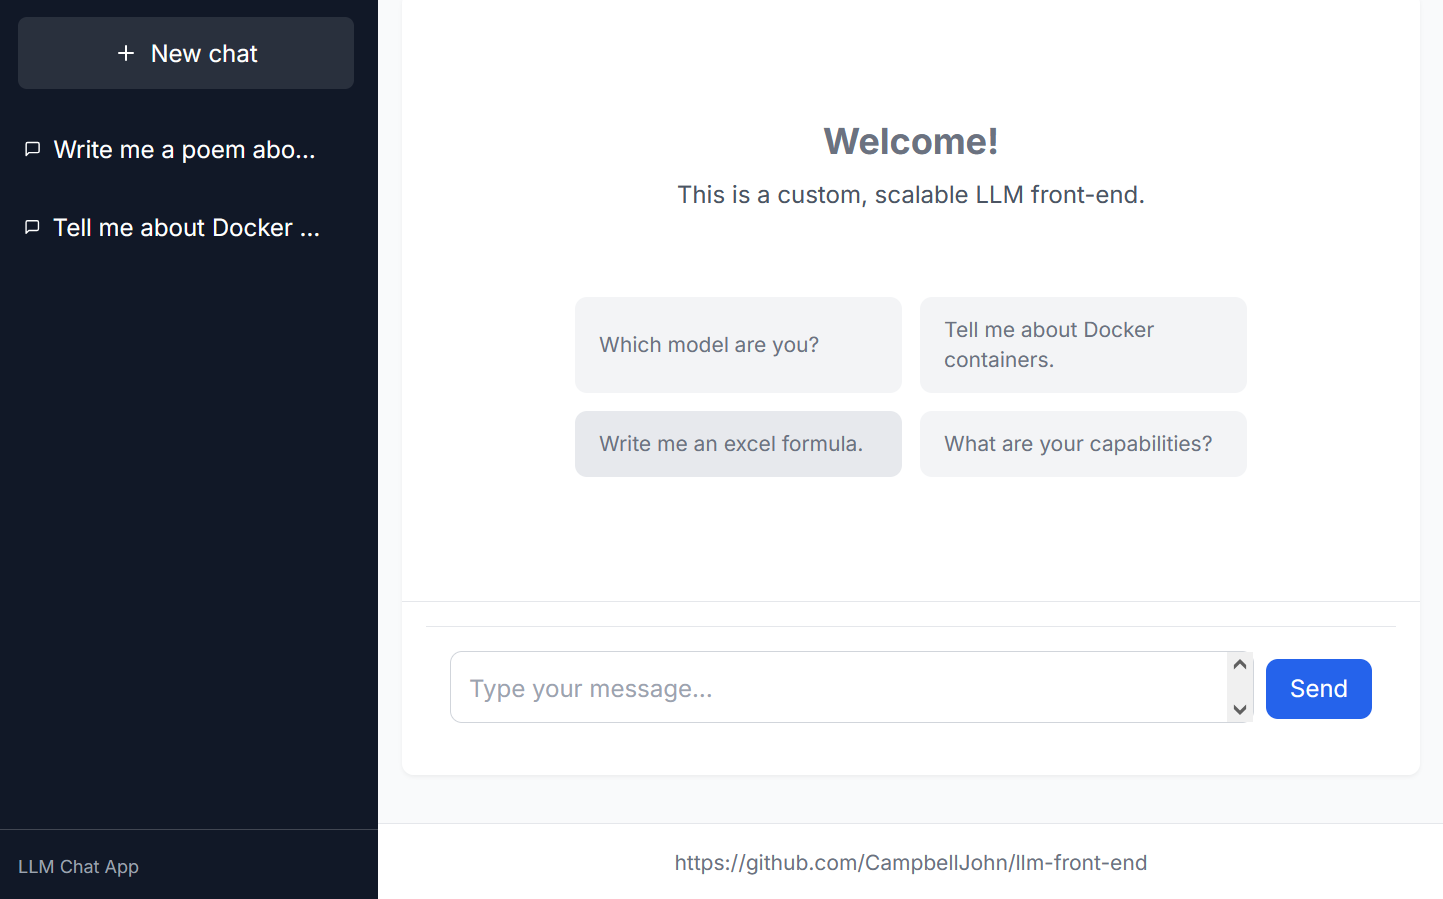 New chat
Write me a poem abo...
Tell me about Docker ...
LLM Chat App
Welcome!
This is a custom, scalable LLM front-end.
Which model are you?
Tell me about Docker
containers.
Write me an excel formula.
What are your capabilities?
Type your message...
Send
https://github.com/CampbellJohn/llm-front-end